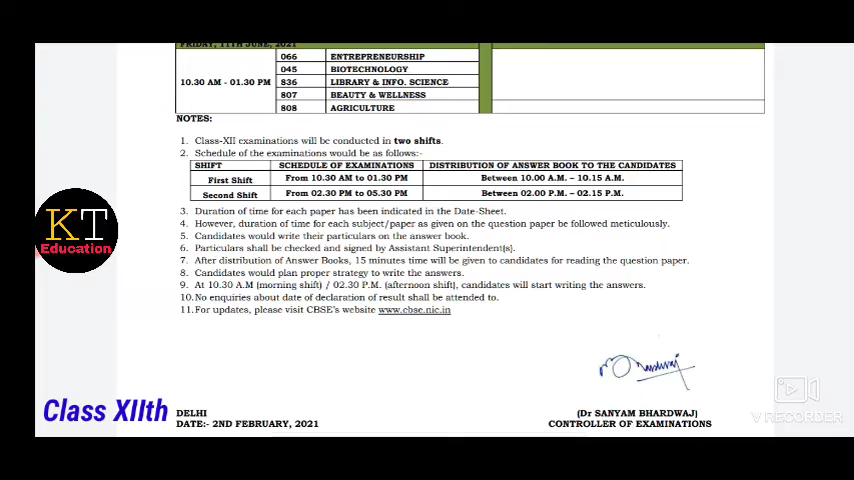 FRIDAY, 11TH JUNE, 2021
10.30 AM - 01.30 PM
066 ENTREPRENEURSHIP
045 BIOTECHNOLOGY
836 LIBRARY & INFO. SCIENCE
807 BEAUTY & WELLNESS
808 AGRICULTURE
NOTES:
1. Class-XII examinations will be conducted in two shifts.
2. Schedule of the examinations would be as follows:-
SHIFT SCHEDULE OF EXAMINATIONS DISTRIBUTION OF ANSWER BOOK TO THE CANDIDATES
First Shift From 10.30 AM to 01.30 PM Between 10.00 A.M. – 10.15 A.M.
Second Shift From 02.30 PM to 05.30 PM Between 02.00 P.M. – 02.15 P.M.
3. Duration of time for each paper has been indicated in the Date-Sheet.
4. However, duration of time for each subject/paper as given on the question paper be followed meticulously.
5. Candidates would write their particulars on the answer book.
6. Particulars shall be checked and signed by Assistant Superintendent(s).
7. After distribution of Answer Books, 15 minutes time will be given to candidates for reading the question paper.
8. Candidates would plan proper strategy to write the answers.
9. At 10.30 A.M (morning shift) / 02.30 P.M. (afternoon shift), candidates will start writing the answers.
10. No enquiries about date of declaration of result shall be attended to.
11. For updates, please visit CBSE's website www.cbse.nic.in
KT
Education
Class XIIth
DELHI
DATE:- 2ND FEBRUARY, 2021
(Dr SANYAM BHARDWAJ)
CONTROLLER OF EXAMINATIONS
V RECORDER